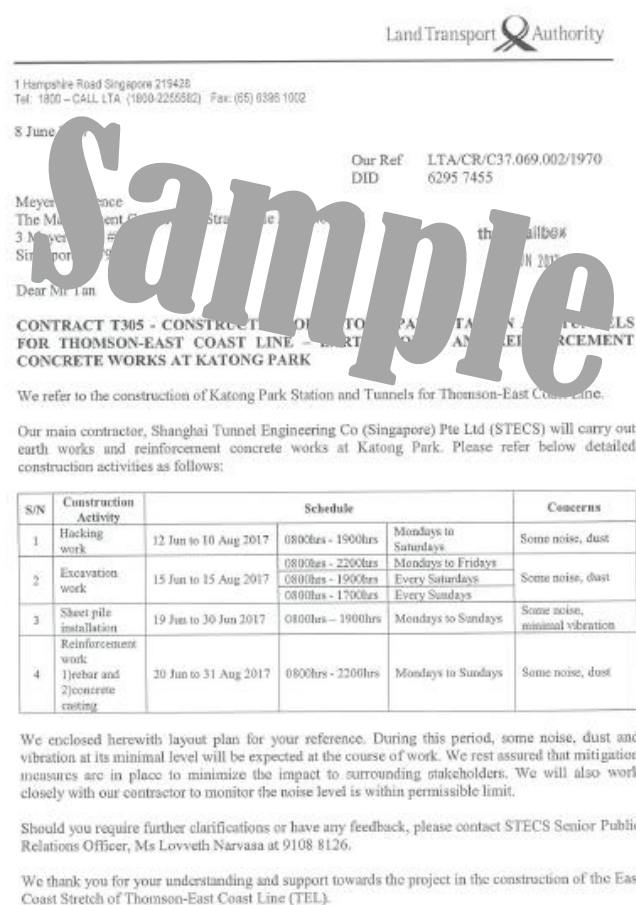 Land Transport Authority
1 Hampshire Road Singapore 219428
Tel: 1800 – CALL LTA (1800-2255582) Fax: (65) 6396 1002
8 June
Our Ref LTA/CR/C37.069.002/1970
DID 6295 7455
Sample
Meyer
The
3
Dear Mr Tan
CONTRACT T305 -
FOR THOMSON-EAST COAST LINE –
CONCRETE WORKS AT KATONG PARK
We refer to the construction of Katong Park Station and Tunnels for Thomson-East Line.
Our main contractor, Shanghai Tunnel Engineering Co (Singapore) Pte Ltd (STECS) will carry out
earth works and reinforcement concrete works at Katong Park. Please refer below detailed
construction activities as follows:
S/N Construction Activity Schedule Concerns
1 Hacking work 12 Jun to 10 Aug 2017 0800hrs - 1900hrs Mondays to Saturdays Some noise, dust
2 Excavation work 15 Jun to 15 Aug 2017 0800hrs - 2200hrs Mondays to Fridays Some noise, dust
0800hrs - 1900hrs Every Saturdays
0800hrs - 1700hrs Every Sundays
3 Sheet pile installation 19 Jun to 30 Jun 2017 0800hrs – 1900hrs Mondays to Sundays Some noise, minimal vibration
4 Reinforcement work 1)rebar and 2)concrete casting 20 Jun to 31 Aug 2017 0800hrs - 2200hrs Mondays to Sundays Some noise, dust
We enclosed herewith layout plan for your reference. During this period, some noise, dust and
vibration at its minimal level will be expected at the course of work. We rest assured that mitigation
measures are in place to minimize the impact to surrounding stakeholders. We will also work
closely with our contractor to monitor the noise level is within permissible limit.
Should you require further clarifications or have any feedback, please contact STECS Senior Public
Relations Officer, Ms Lovveth Narvasa at 9108 8126.
We thank you for your understanding and support towards the project in the construction of the East
Coast Stretch of Thomson-East Coast Line (TEL).